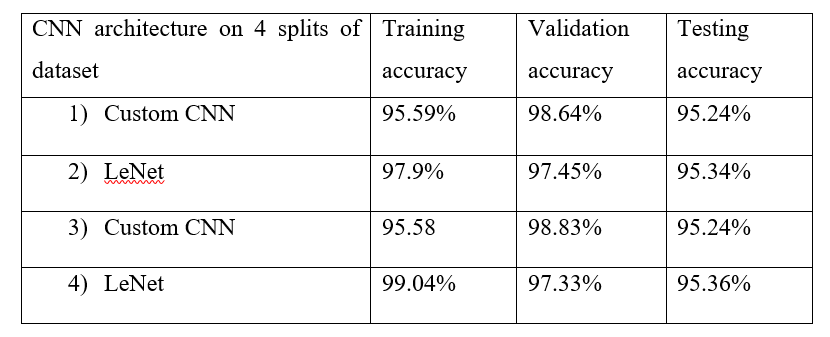 CNN architecture on 4 splits of Training Validation Testing
dataset accuracy accuracy accuracy
1) Custom CNN 95.59% 98.64% 95.24%
2) LeNet 97.9% 97.45% 95.34%
3) Custom CNN 95.58 98.83% 95.24%
4) LeNet 99.04% 97.33% 95.36%